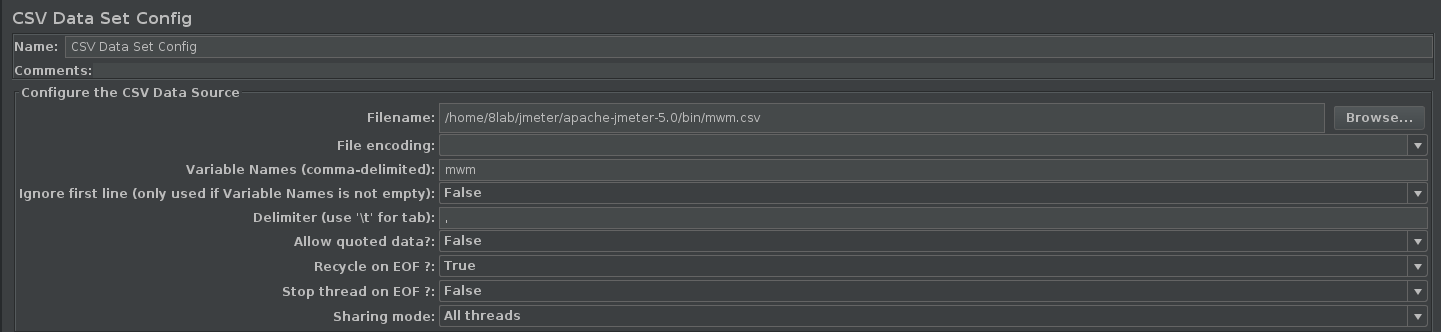 CSV Data Set Config
Name: CSV Data Set Config
Comments:
Configure the CSV Data Source
Filename: /home/8lab/jmeter/apache-jmeter-5.0/bin/mwm.csv Browse...
File encoding:
Variable Names (comma-delimited): mwm
Ignore first line (only used if Variable Names is not empty): False
Delimiter (use '\t' for tab): ,
Allow quoted data?: False
Recycle on EOF ?: True
Stop thread on EOF ?: False
Sharing mode: All threads